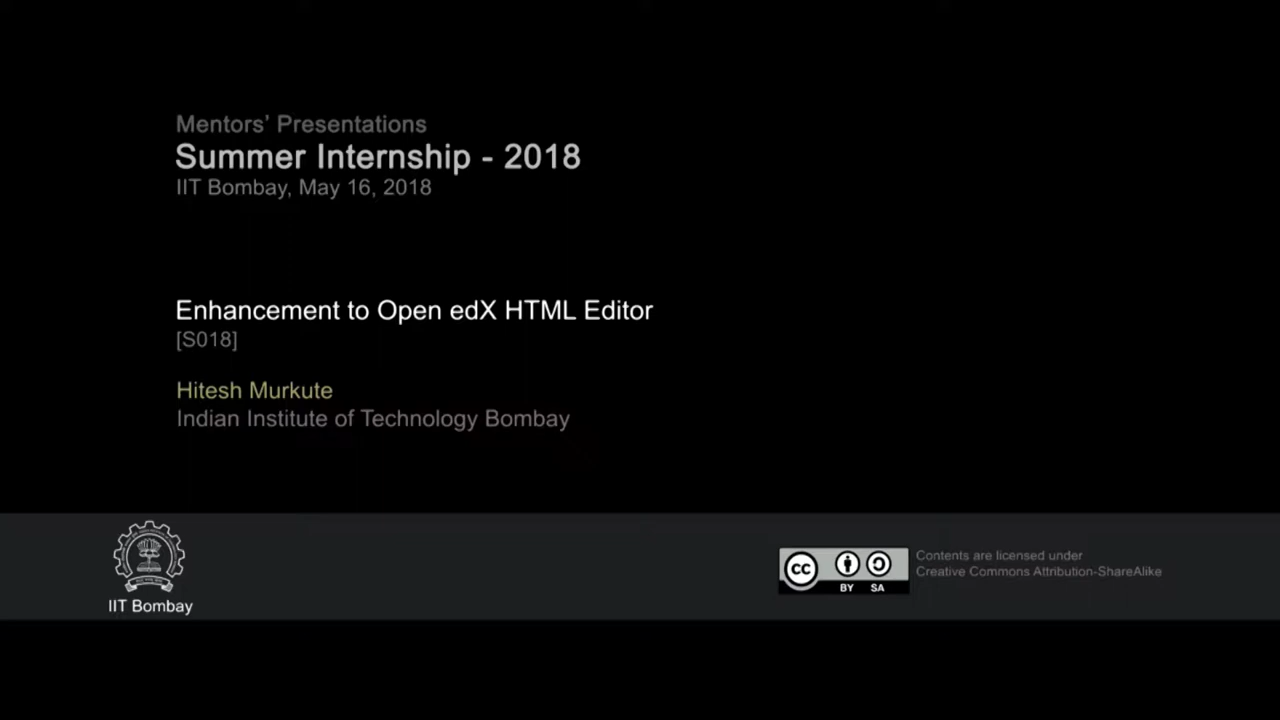 Mentors’ Presentations
Summer Internship - 2018
IIT Bombay, May 16, 2018
Enhancement to Open edX HTML Editor
[S018]
Hitesh Murkute
Indian Institute of Technology Bombay
IIT Bombay
cc
BY SA
Contents are licensed under
Creative Commons Attribution-ShareAlike